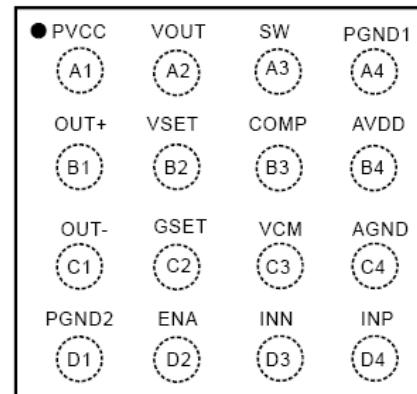 PVCC VOUT SW PGND1
A1 A2 A3 A4
OUT+ VSET COMP AVDD
B1 B2 B3 B4
OUT- GSET VCM AGND
C1 C2 C3 C4
PGND2 ENA INN INP
D1 D2 D3 D4